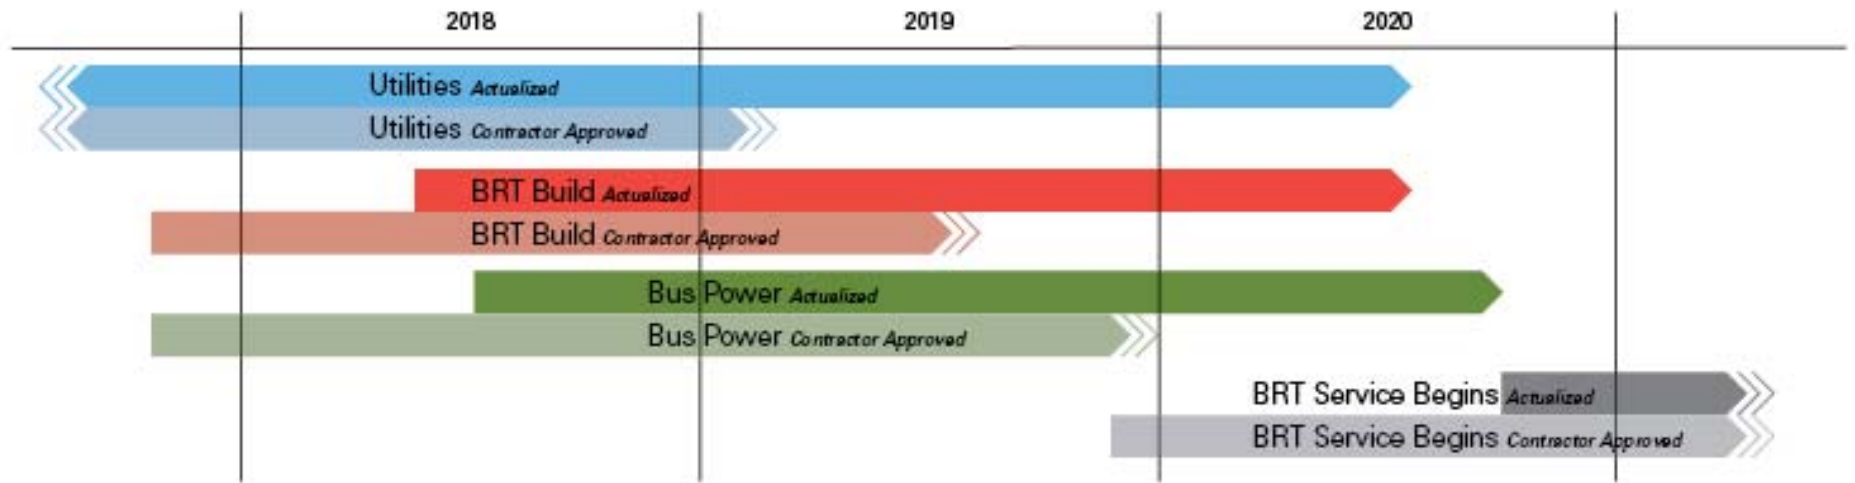 2018 2019 2020
Utilities Actualized
Utilities Contractor Approved
BRT Build Actualized
BRT Build Contractor Approved
Bus Power Actualized
Bus Power Contractor Approved
BRT Service Begins Actualized
BRT Service Begins Contractor Approved